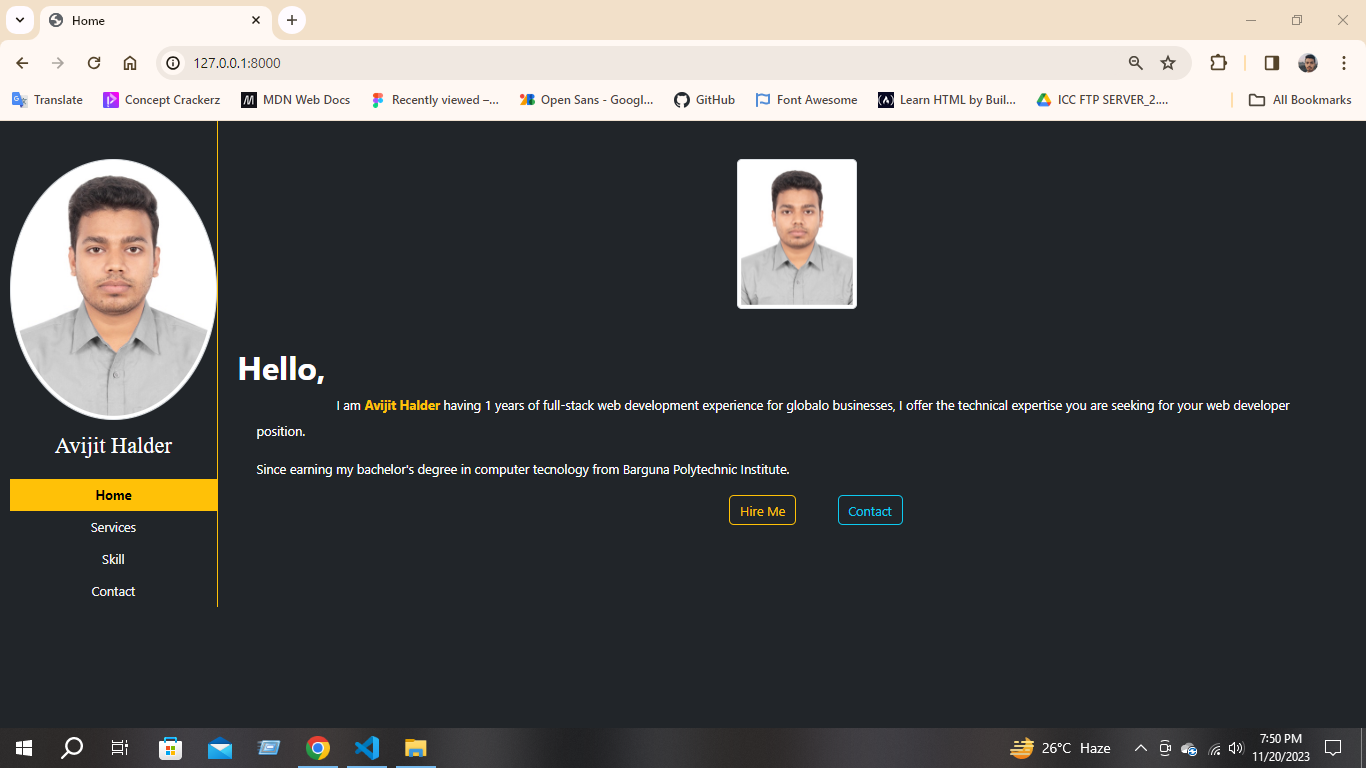 Home
127.0.0.1:8000
Translate
Concept Crackerz
MDN Web Docs
Recently viewed –...
Open Sans - Googl...
GitHub
Font Awesome
Learn HTML by Buil...
ICC FTP SERVER_2....
All Bookmarks
Avijit Halder
Home
Services
Skill
Contact
Hello,
I am Avijit Halder having 1 years of full-stack web development experience for globalo businesses, I offer the technical expertise you are seeking for your web developer
position.
Since earning my bachelor's degree in computer tecnology from Barguna Polytechnic Institute.
Hire Me
Contact
26°C Haze
7:50 PM
11/20/2023